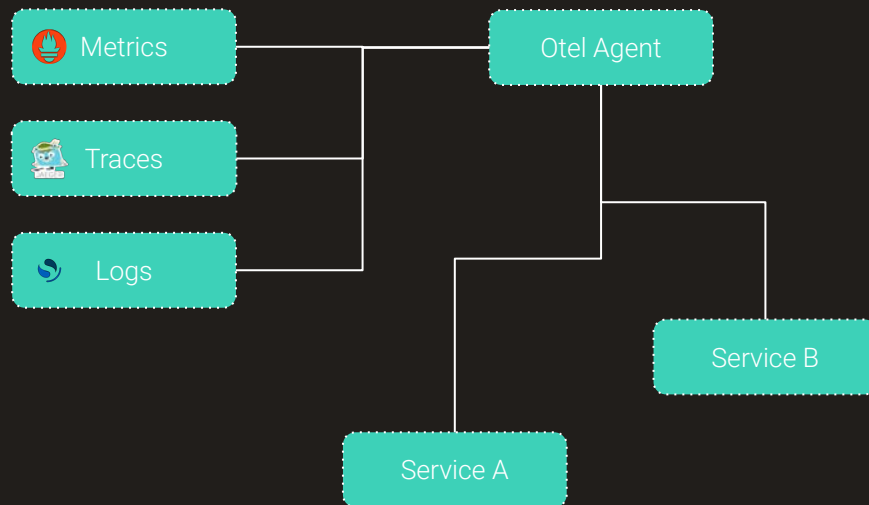 Metrics
Otel Agent
Traces
Logs
Service B
Service A